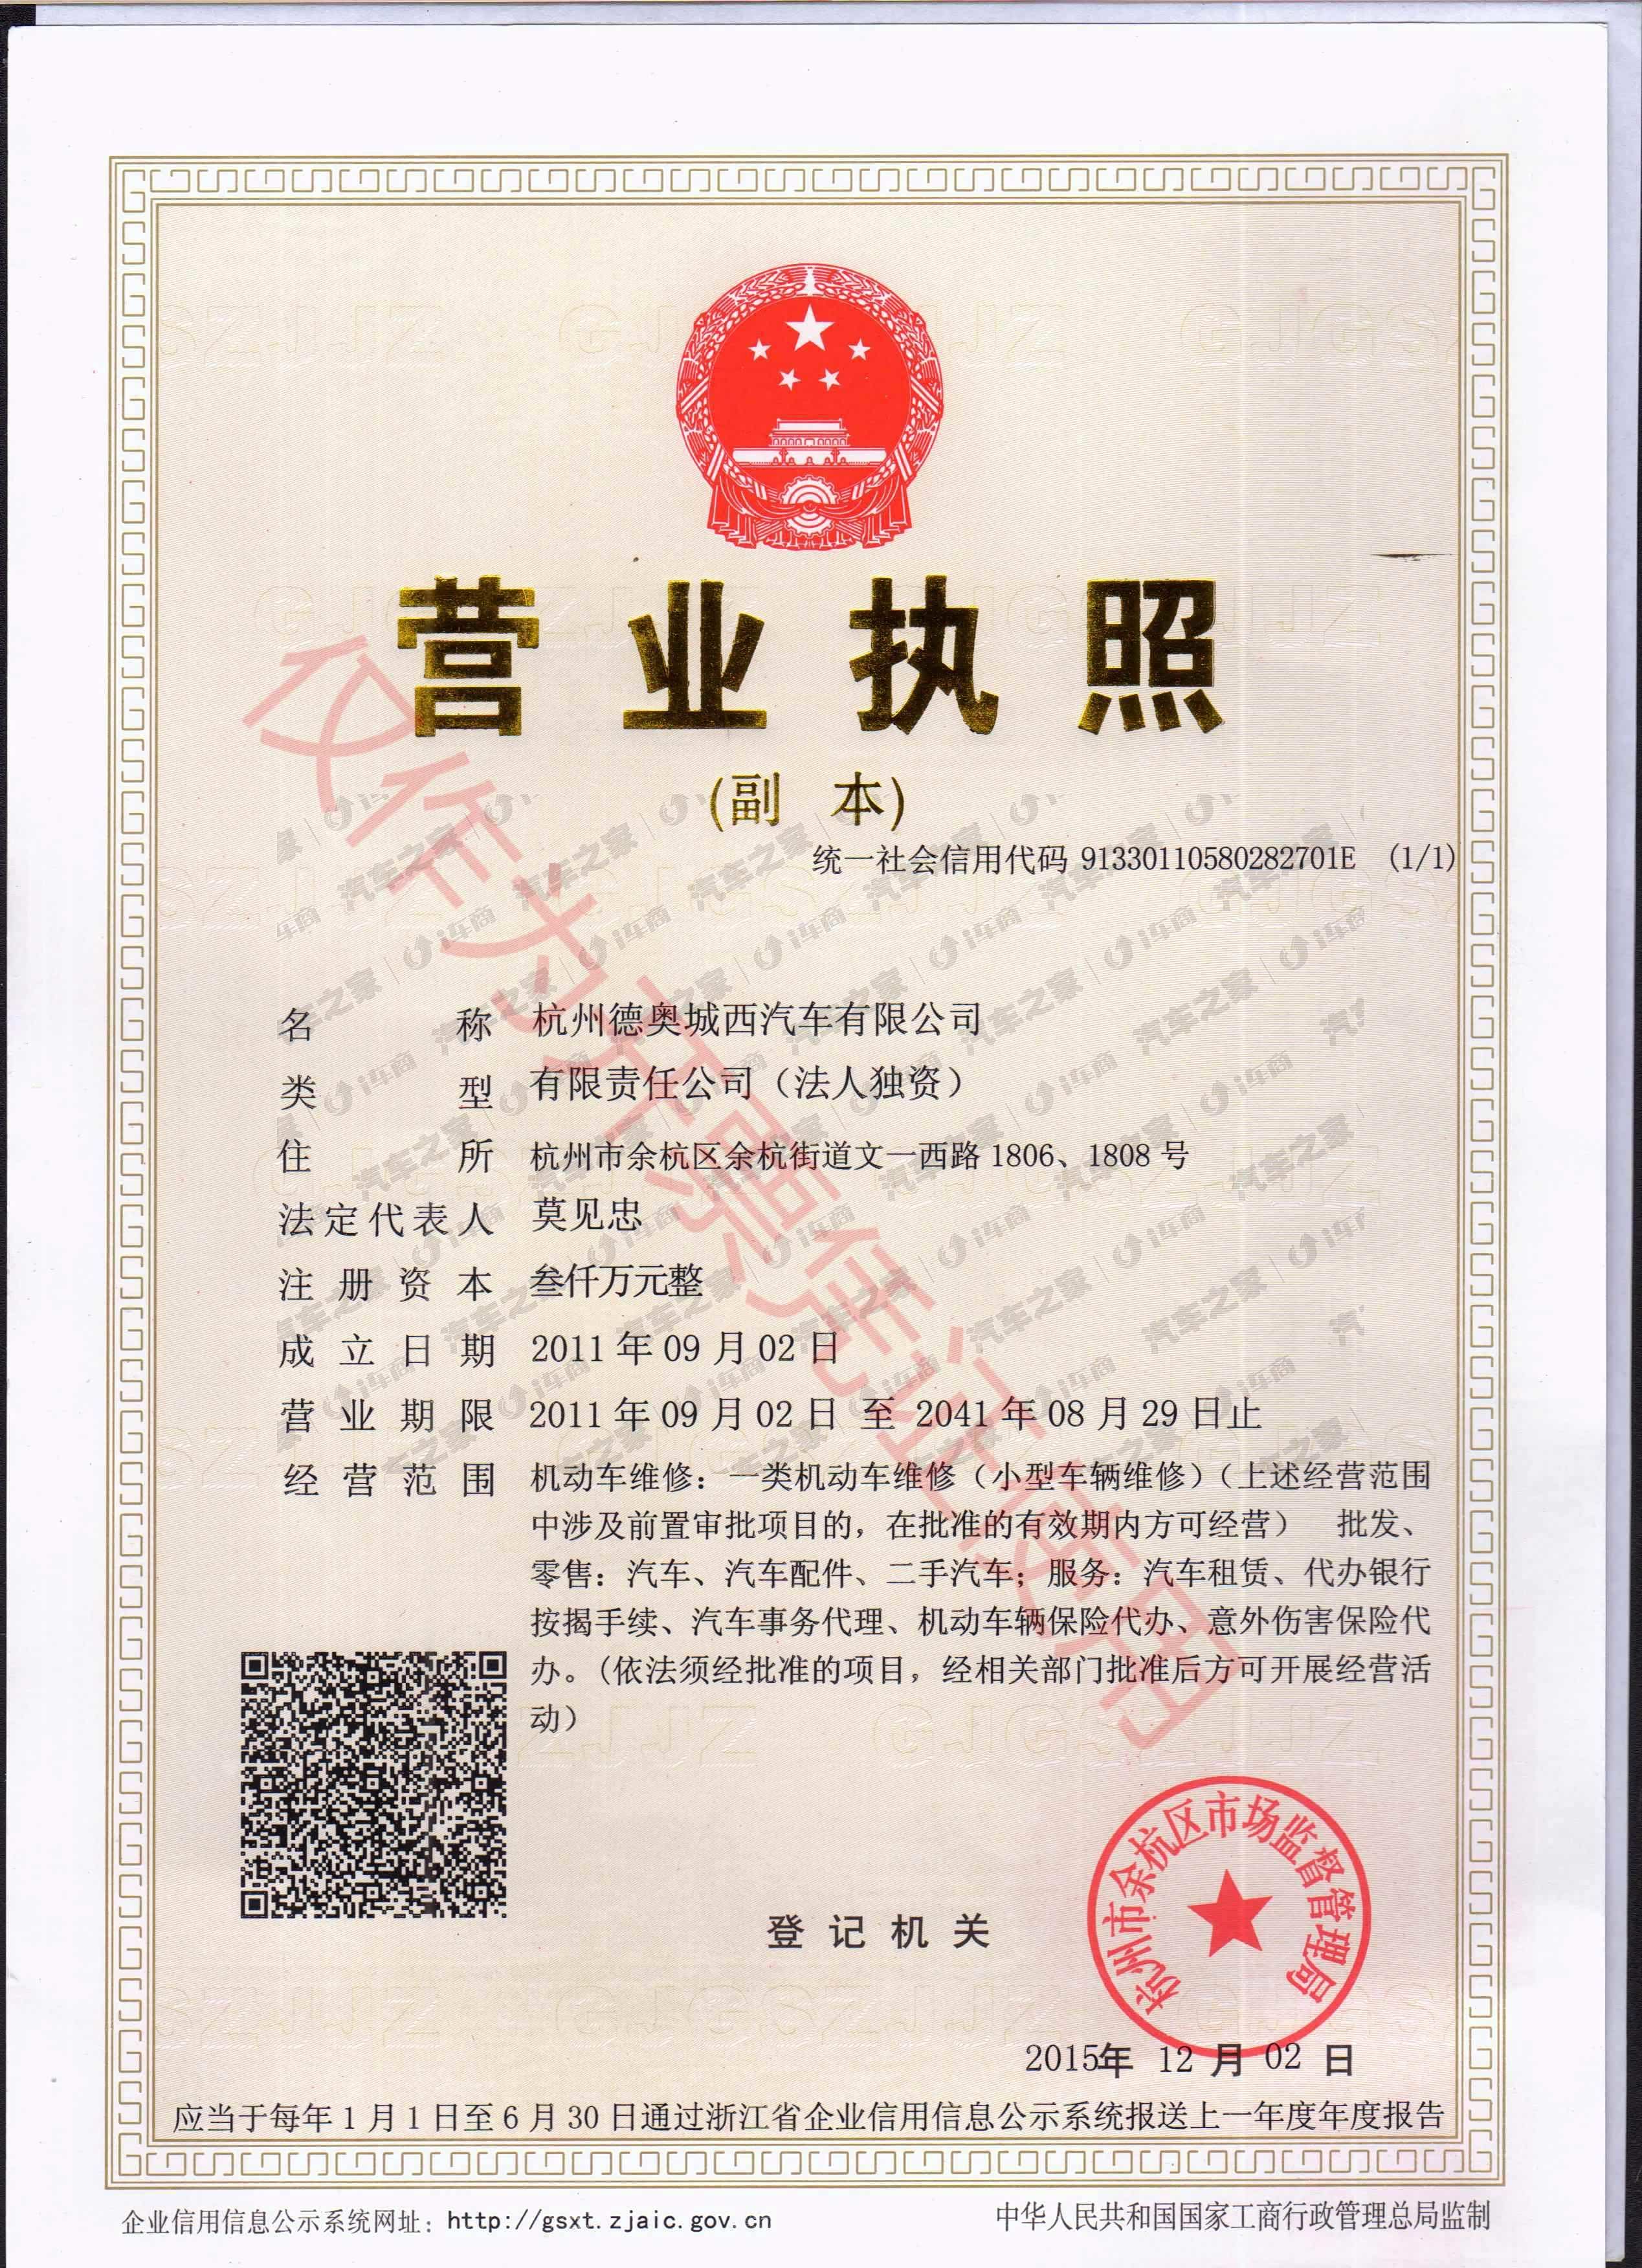 营业执照
(副 本)
统一社会信用代码 91330110580282701E (1/1)
名 称 杭州德奥城西汽车有限公司
类 型 有限责任公司（法人独资）
住 所 杭州市余杭区余杭街道文一西路 1806、1808 号
法定代表人 莫见忠
注册资本 叁仟万元整
成立日期 2011 年 09 月 02 日
营业期限 2011 年 09 月 02 日 至 2041 年 08 月 29 日止
经营范围 机动车维修：一类机动车维修（小型车辆维修）（上述经营范围
中涉及前置审批项目的，在批准的有效期内方可经营） 批发、
零售：汽车、汽车配件、二手汽车；服务：汽车租赁、代办银行
按揭手续、汽车事务代理、机动车辆保险代办、意外伤害保险代
办。（依法须经批准的项目，经相关部门批准后方可开展经营活
动）
仅作为开票凭证使用
汽车之家 i车商
登记机关
杭州市余杭区市场监督管理局
2015年 12 月 02 日
应当于每年 1 月 1 日至 6 月 30 日通过浙江省企业信用信息公示系统报送上一年度年度报告
企业信用信息公示系统网址：http://gsxt.zjaic.gov.cn
中华人民共和国国家工商行政管理总局监制